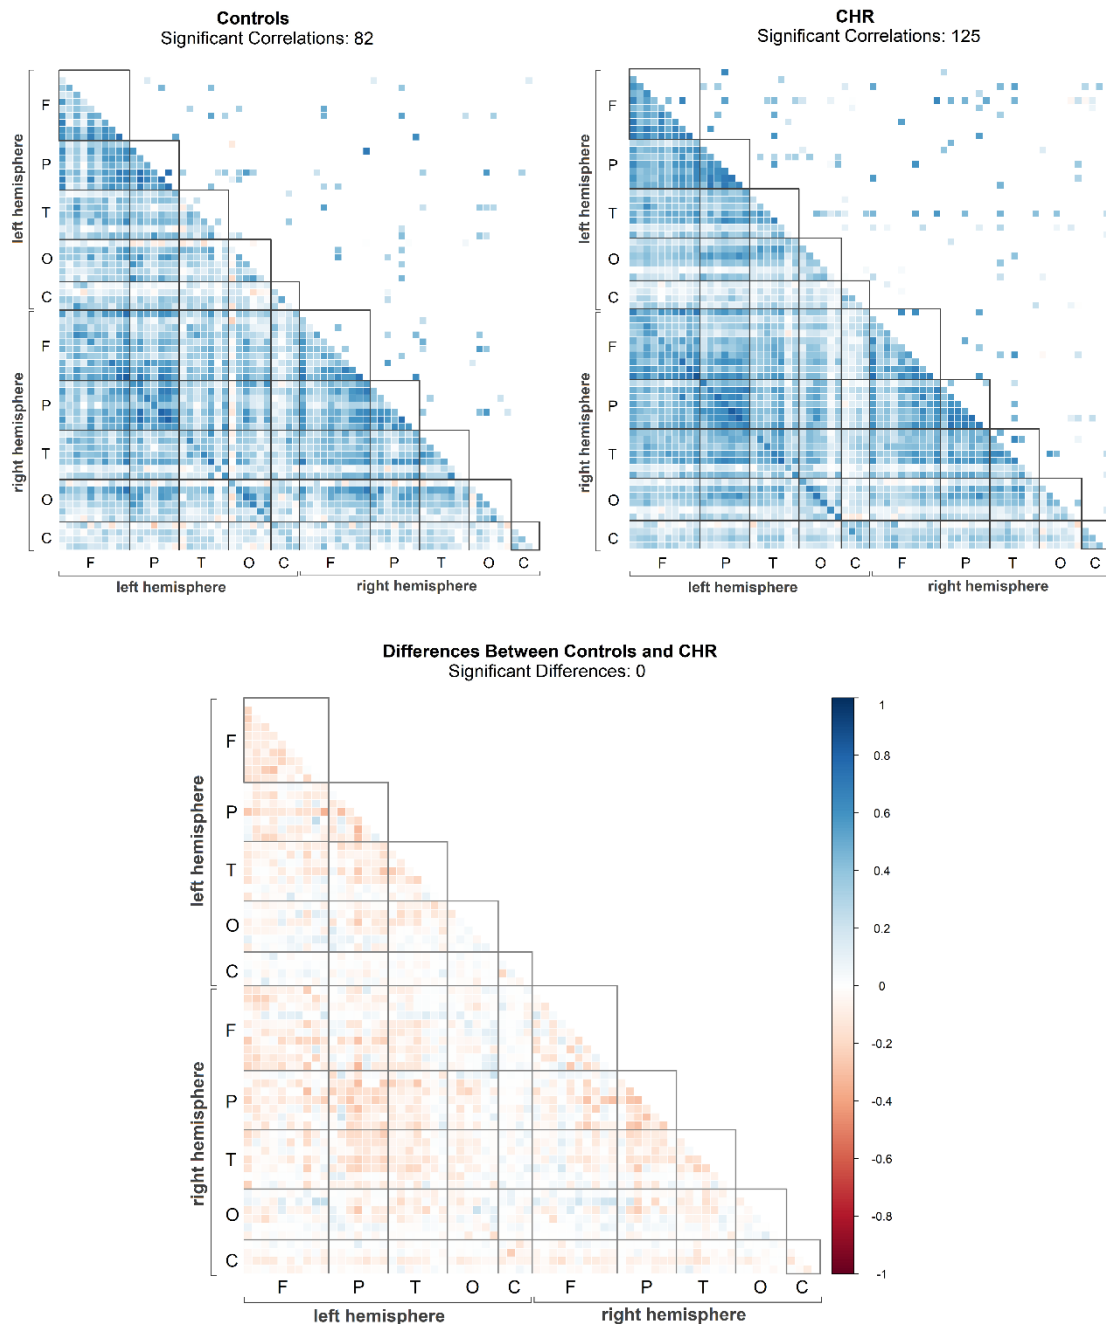 Controls
Significant Correlations: 82
F
P
T
O
C
F
P
T
O
C
left hemisphere
right hemisphere
F P T O C F P T O C
left hemisphere right hemisphere
CHR
Significant Correlations: 125
F
P
T
O
C
F
P
T
O
C
left hemisphere
right hemisphere
F P T O C F P T O C
left hemisphere right hemisphere
Differences Between Controls and CHR
Significant Differences: 0
F
P
T
O
C
F
P
T
O
C
left hemisphere
right hemisphere
F P T O C F P T O C
left hemisphere right hemisphere
1
0.8
0.6
0.4
0.2
0
-0.2
-0.4
-0.6
-0.8
-1